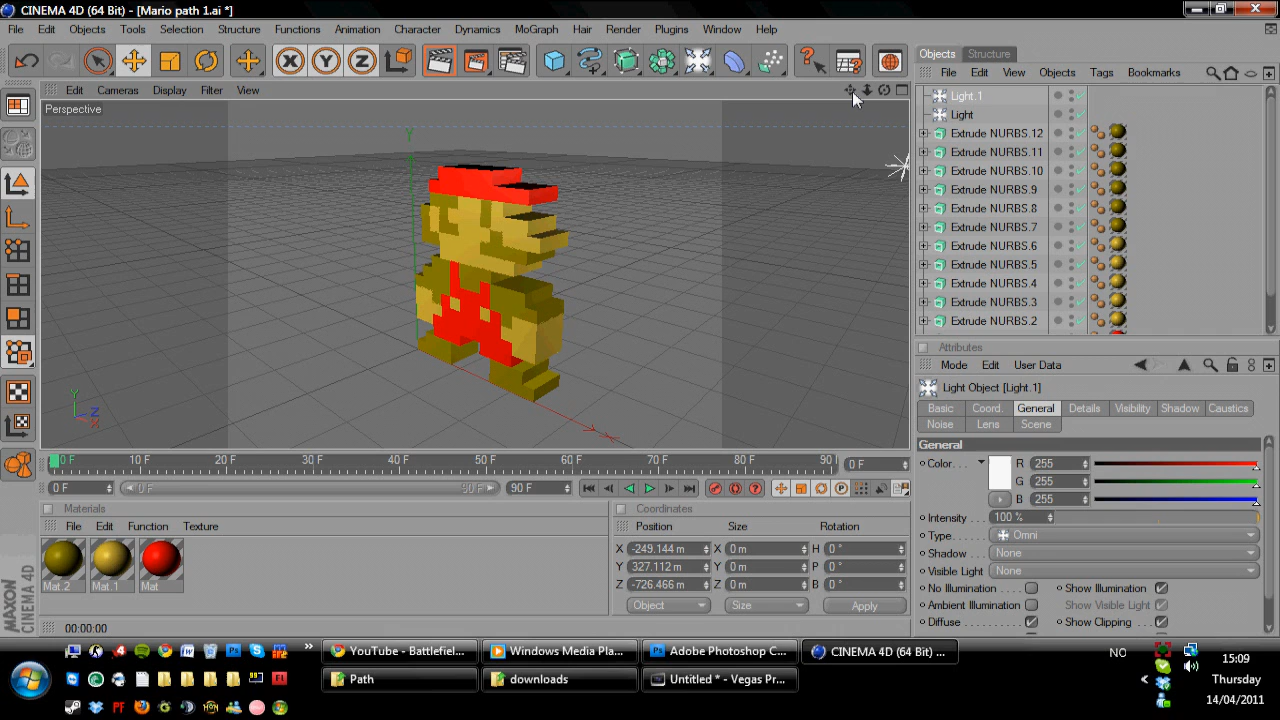 CINEMA 4D (64 Bit) - [Mario path 1.ai *]
File Edit Objects Tools Selection Structure Functions Animation Character Dynamics MoGraph Hair Render Plugins Window Help
X Y Z
Objects Structure
File Edit View Objects Tags Bookmarks
Edit Cameras Display Filter View
Perspective
Y
Light.1
Light
Extrude NURBS.12
Extrude NURBS.11
Extrude NURBS.10
Extrude NURBS.9
Extrude NURBS.8
Extrude NURBS.7
Extrude NURBS.6
Extrude NURBS.5
Extrude NURBS.4
Extrude NURBS.3
Extrude NURBS.2
Attributes
Mode Edit User Data
Light Object [Light.1]
Basic Coord. General Details Visibility Shadow Caustics
Noise Lens Scene
General
Color. . . R 255
G 255
B 255
Intensity 100 %
Type. . . . . . Omni
Shadow. . . . None
Visible Light . None
No Illumination Show Illumination
Ambient Illumination Show Visible Light
Diffuse Show Clipping
Y Z X
0 F 10 F 20 F 30 F 40 F 50 F 60 F 70 F 80 F 90 0 F
0 F 0 F 90 F 90 F
Materials
File Edit Function Texture
Mat.2 Mat.1 Mat
Coordinates
Position Size Rotation
X -249.144 m X 0 m H 0 °
Y 327.112 m Y 0 m P 0 °
Z -726.466 m Z 0 m B 0 °
Object Size Apply
MAXON CINEMA 4D
00:00:00
YouTube - Battlefiel... Windows Media Pla... Adobe Photoshop C... CINEMA 4D (64 Bit) ...
Path downloads Untitled * - Vegas Pr...
NO
15:09
Thursday
14/04/2011